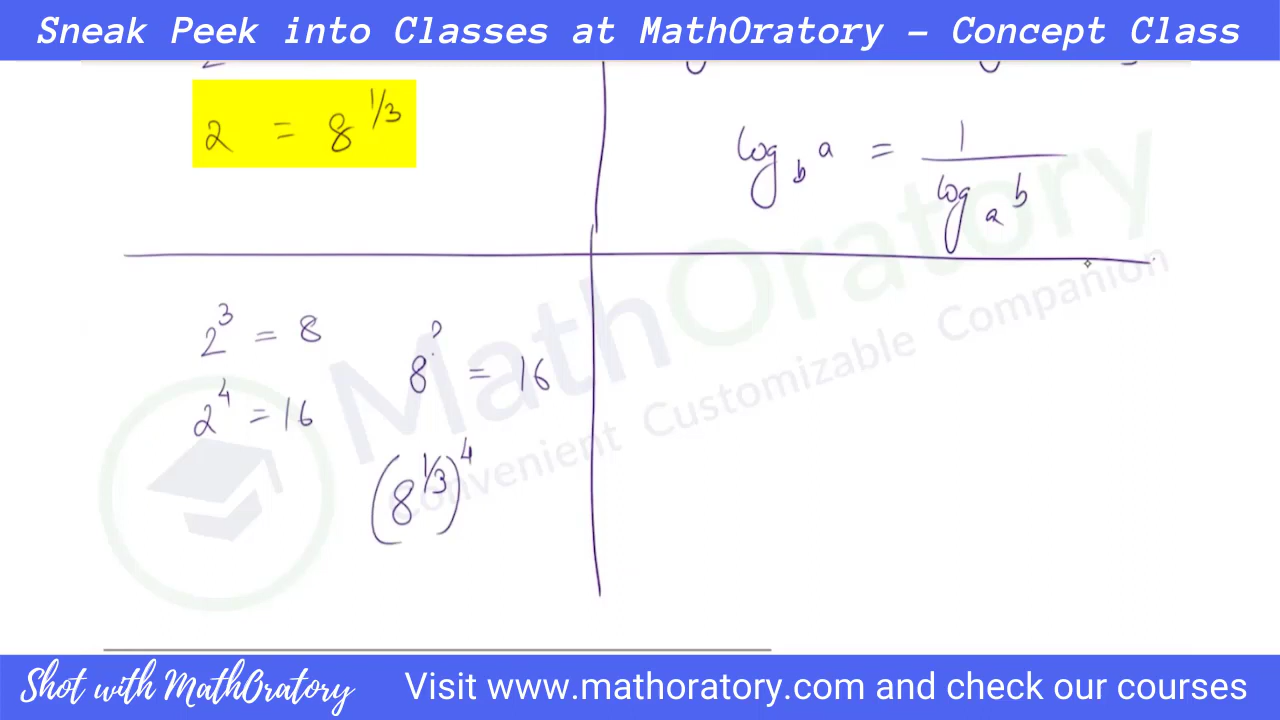 Sneak Peek into Classes at MathOratory – Concept Class
2 = 8^1/3
log_b a = 1/log_a b
2^3 = 8
8^? = 16
2^4 = 16
(8^1/3)^4
MathOratory
Convenient Customizable Companion
Shot with MathOratory
Visit www.mathoratory.com and check our courses